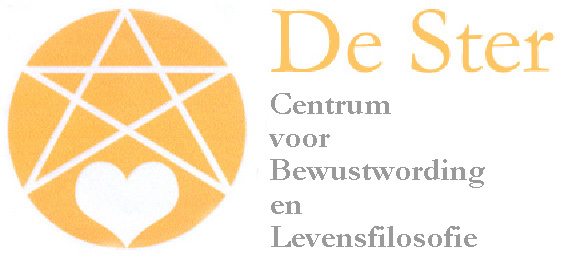 De Ster
Centrum
voor
Bewustwording
en
Levensfilosofie